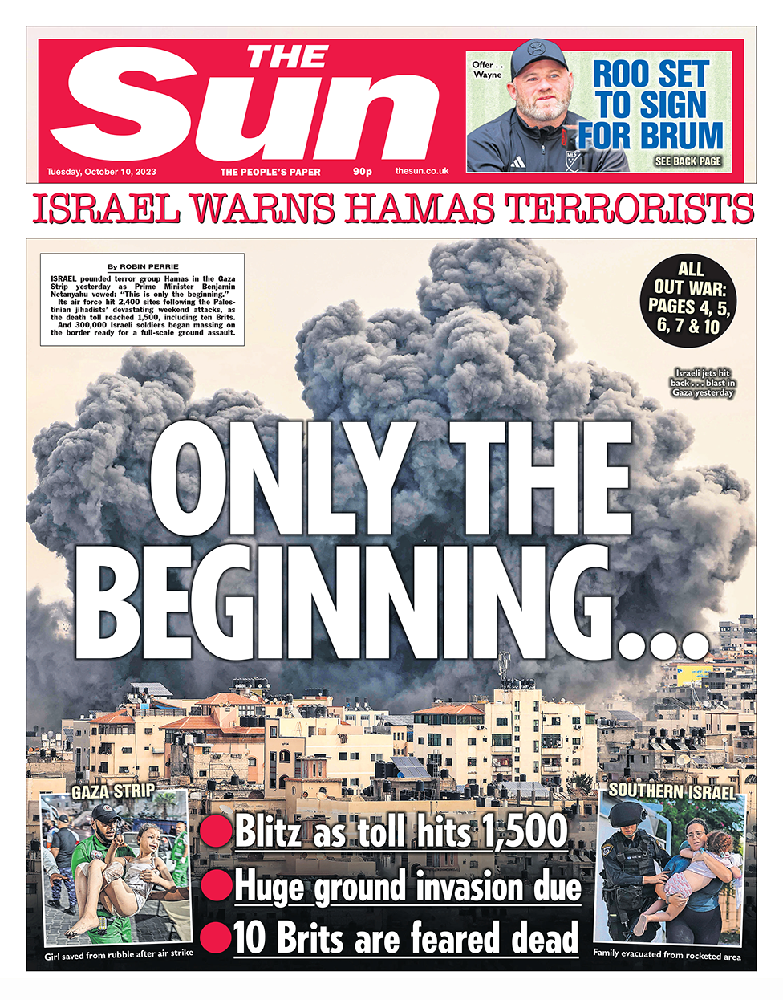 THE
Sun
Tuesday, October 10, 2023
THE PEOPLE'S PAPER
90p
thesun.co.uk
Offer . .
Wayne
ROO SET
TO SIGN
FOR BRUM
SEE BACK PAGE
MLS
ISRAEL WARNS HAMAS TERRORISTS
By ROBIN PERRIE
ISRAEL pounded terror group Hamas in the Gaza
Strip yesterday as Prime Minister Benjamin
Netanyahu vowed: “This is only the beginning.”
Its air force hit 2,400 sites following the Pales-
tinian jihadists’ devastating weekend attacks, as
the death toll reached 1,500, including ten Brits.
And 300,000 Israeli soldiers began massing on
the border ready for a full-scale ground assault.
ALL
OUT WAR:
PAGES 4, 5,
6, 7 & 10
Israeli jets hit
back . . . blast in
Gaza yesterday
ONLY THE
BEGINNING...
GAZA STRIP
Girl saved from rubble after air strike
Blitz as toll hits 1,500
Huge ground invasion due
10 Brits are feared dead
SOUTHERN ISRAEL
Family evacuated from rocketed area